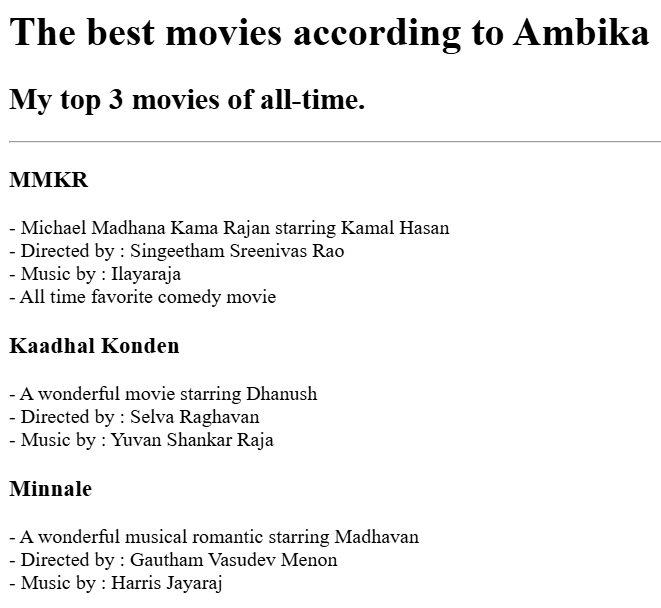 The best movies according to Ambika
My top 3 movies of all-time.
MMKR
- Michael Madhana Kama Rajan starring Kamal Hasan
- Directed by : Singeetham Sreenivas Rao
- Music by : Ilayaraja
- All time favorite comedy movie
Kaadhal Konden
- A wonderful movie starring Dhanush
- Directed by : Selva Raghavan
- Music by : Yuvan Shankar Raja
Minnale
- A wonderful musical romantic starring Madhavan
- Directed by : Gautham Vasudev Menon
- Music by : Harris Jayaraj